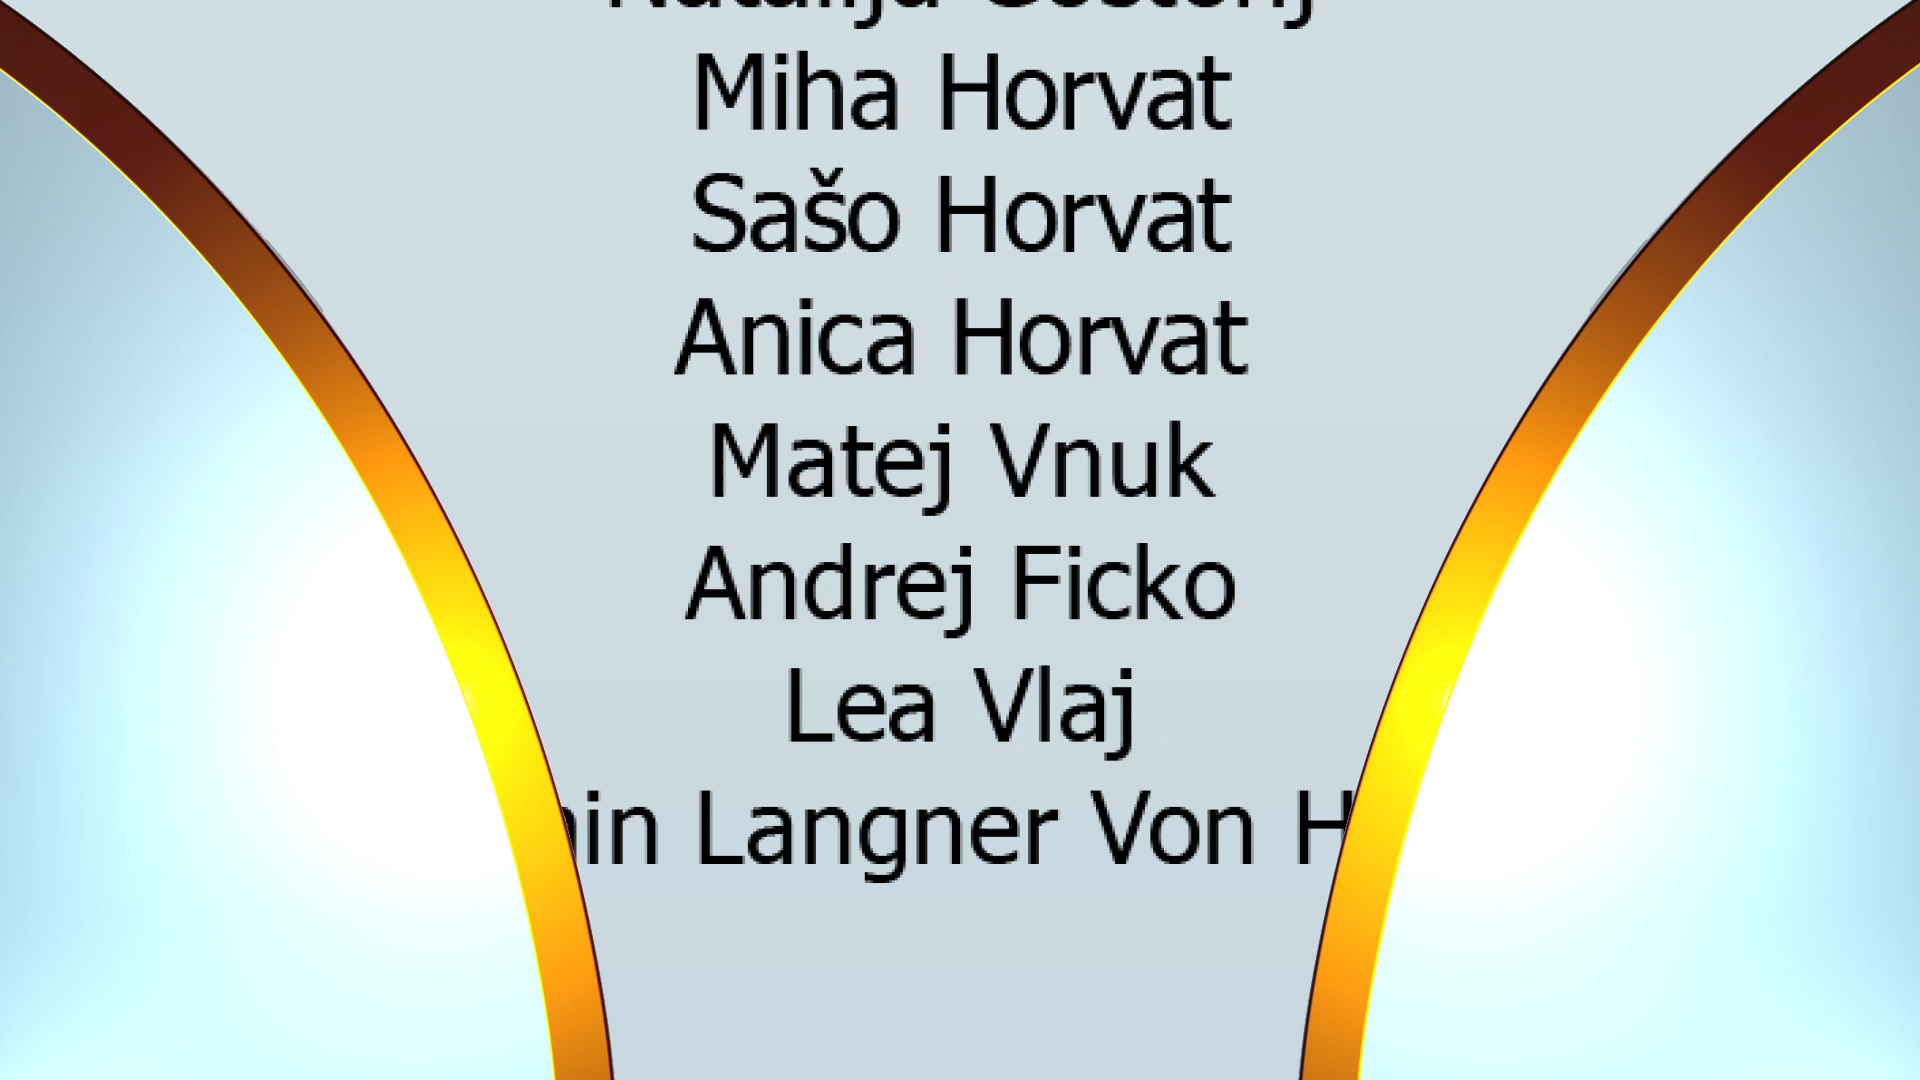 Miha Horvat
Sašo Horvat
Anica Horvat
Matej Vnuk
Andrej Ficko
Lea Vlaj
Langner Von